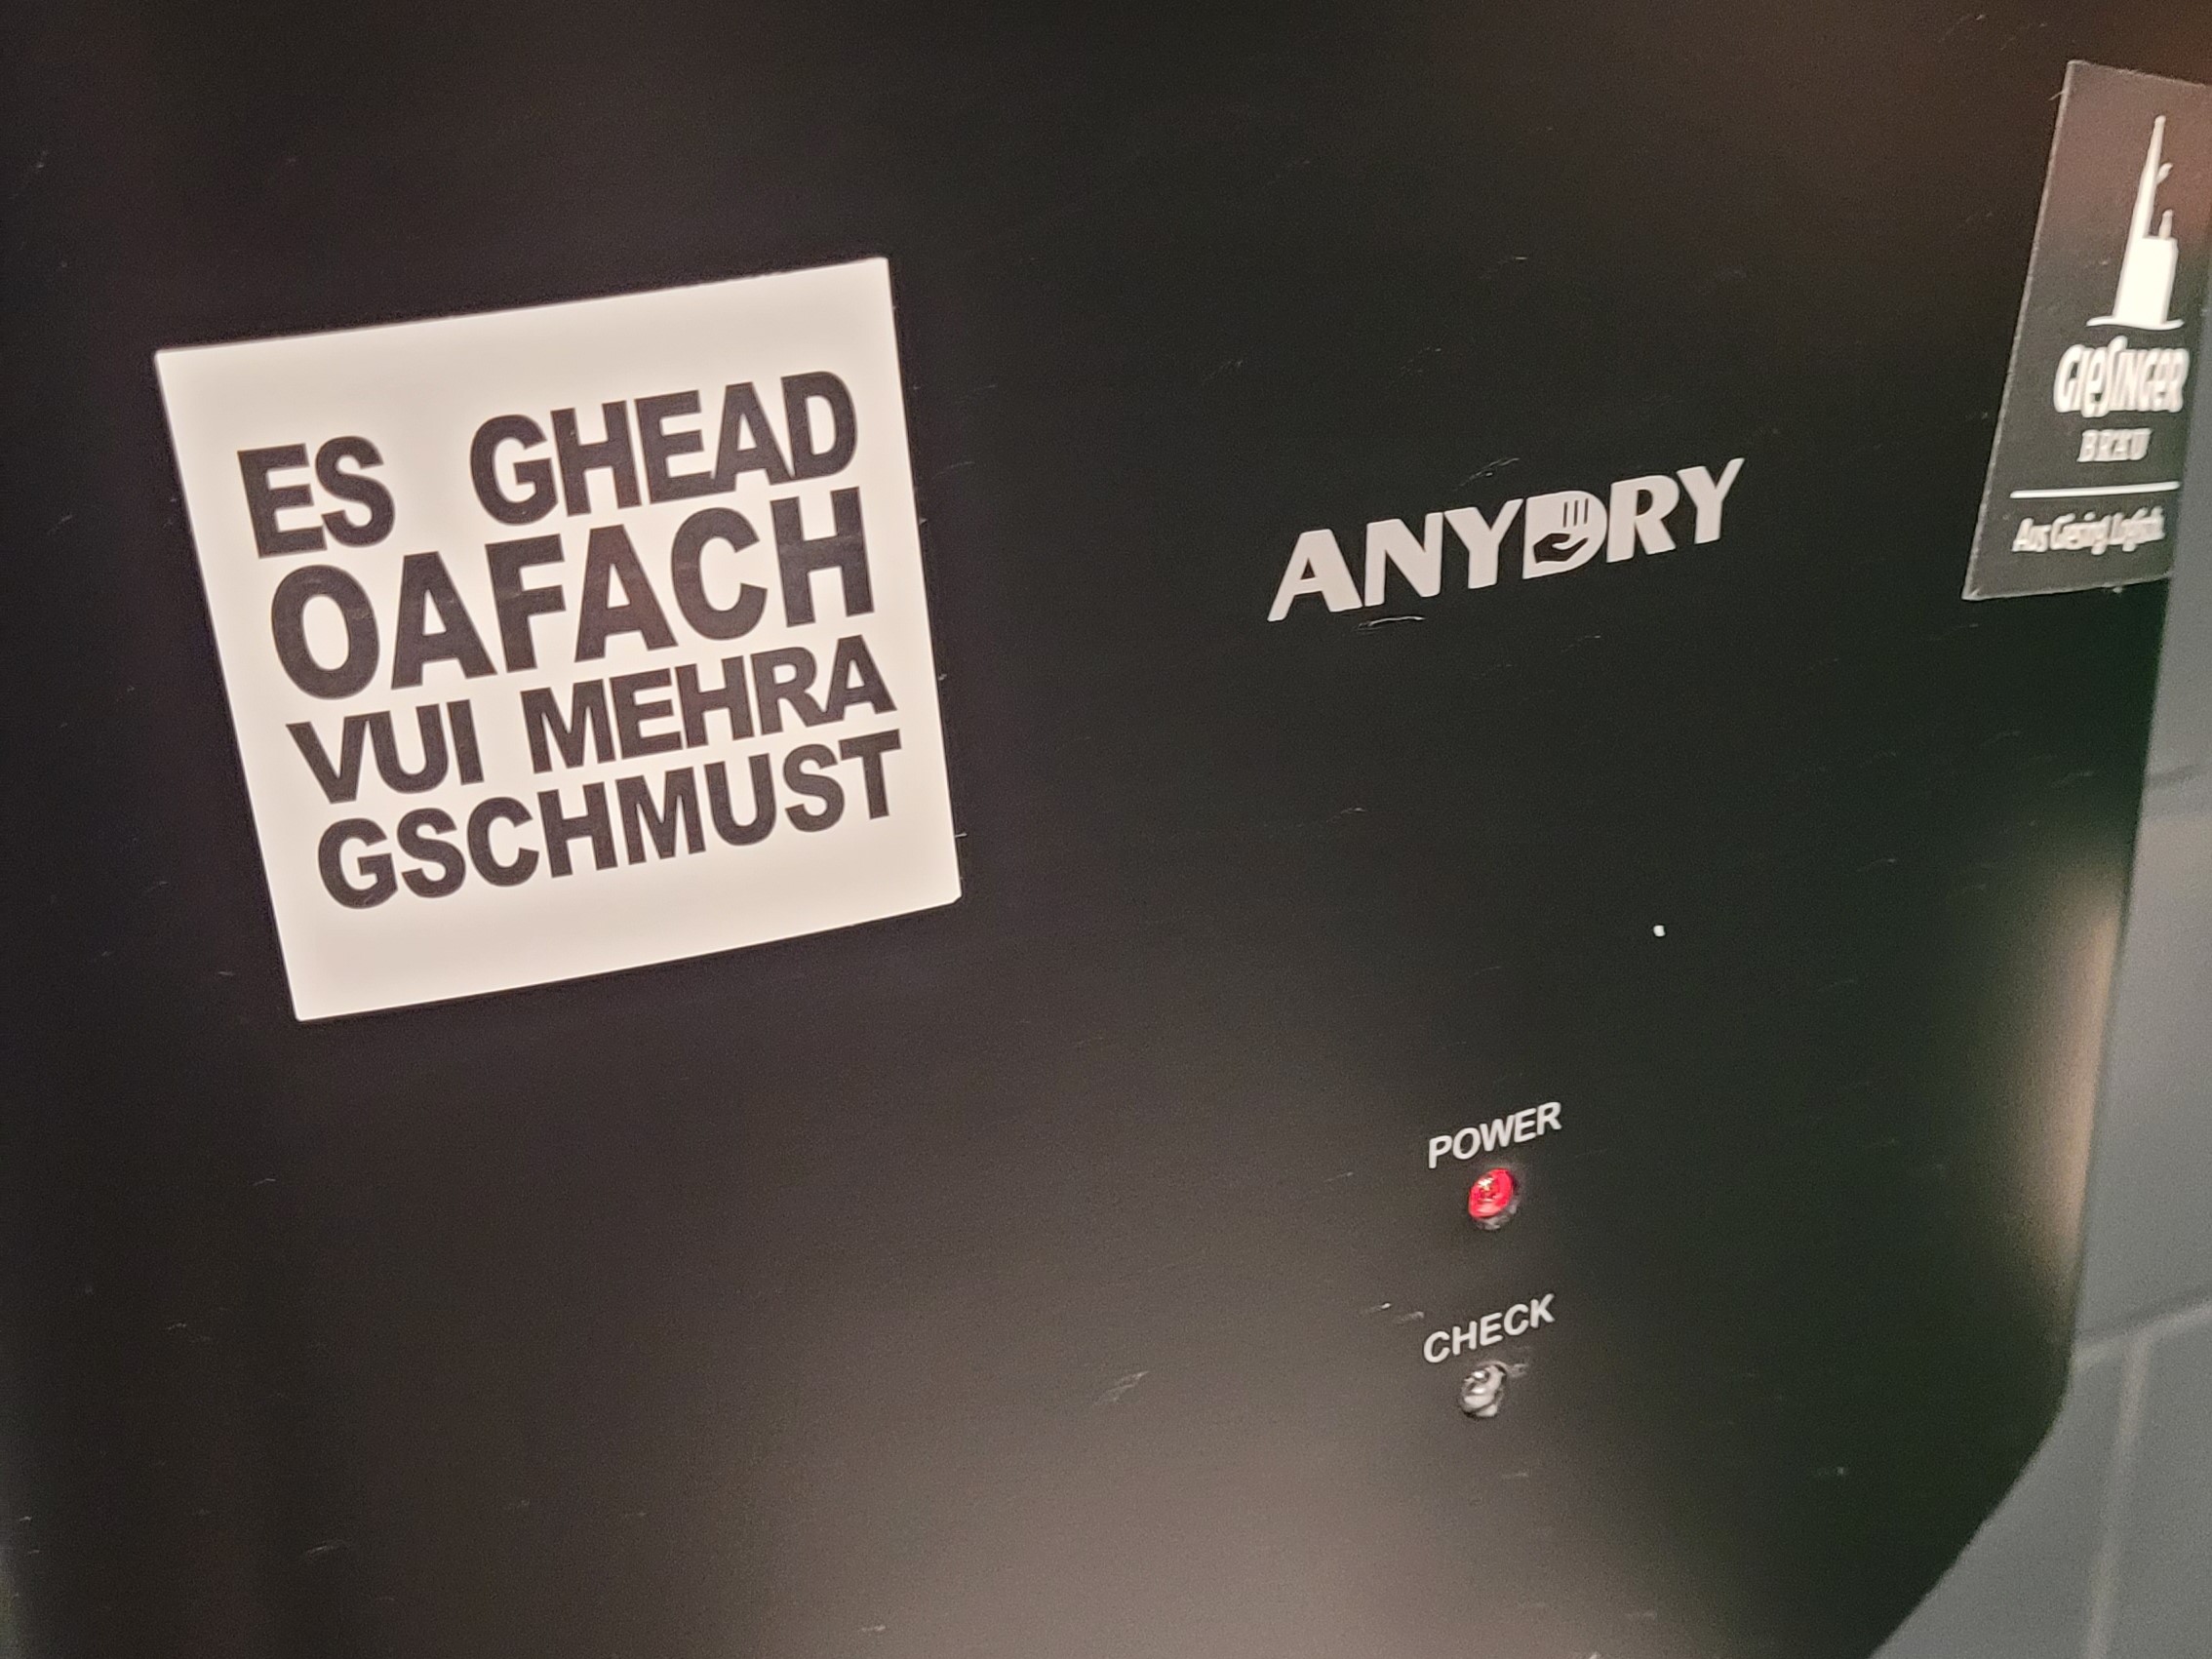 ES GHEAD
OAFACH
VUI MEHRA
GSCHMUST
ANYDRY
POWER
CHECK
GIESINGER
BRÄU
Aus Giesing. Logisch.